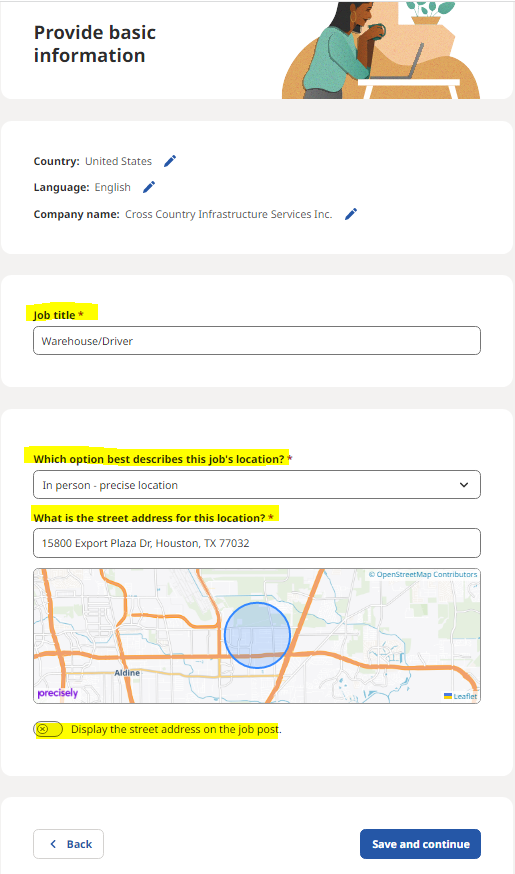 Provide basic
information
Country: United States
Language: English
Company name: Cross Country Infrastructure Services Inc.
Job title *
Warehouse/Driver
Which option best describes this job's location? *
In person - precise location
What is the street address for this location? *
15800 Export Plaza Dr, Houston, TX 77032
© OpenStreetMap Contributors
Aldine
precisely
Leaflet
Display the street address on the job post.
Back
Save and continue